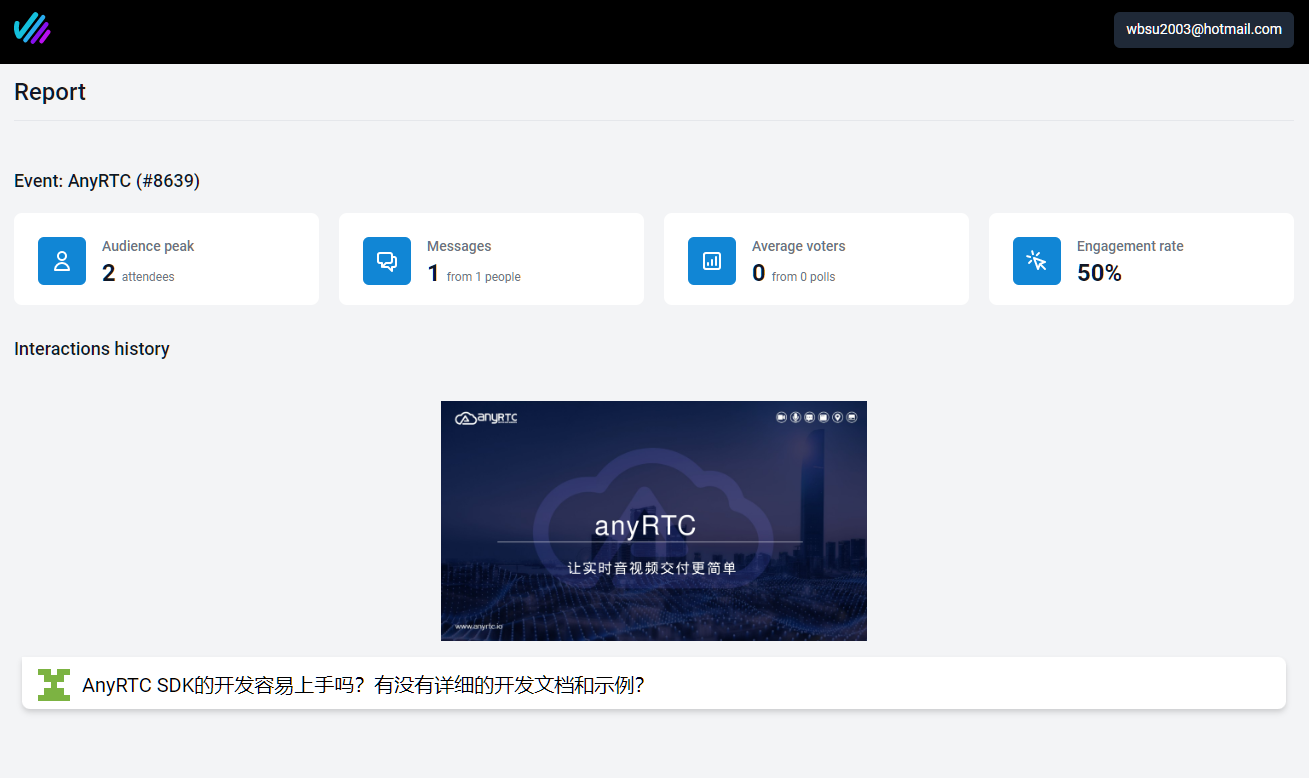 wbsu2003@hotmail.com
Report
Event: AnyRTC (#8639)
Audience peak
2 attendees
Messages
1 from 1 people
Average voters
0 from 0 polls
Engagement rate
50%
Interactions history
anyRTC
anyRTC
让实时音视频交付更简单
www.anyrtc.io
AnyRTC SDK的开发容易上手吗？有没有详细的开发文档和示例？